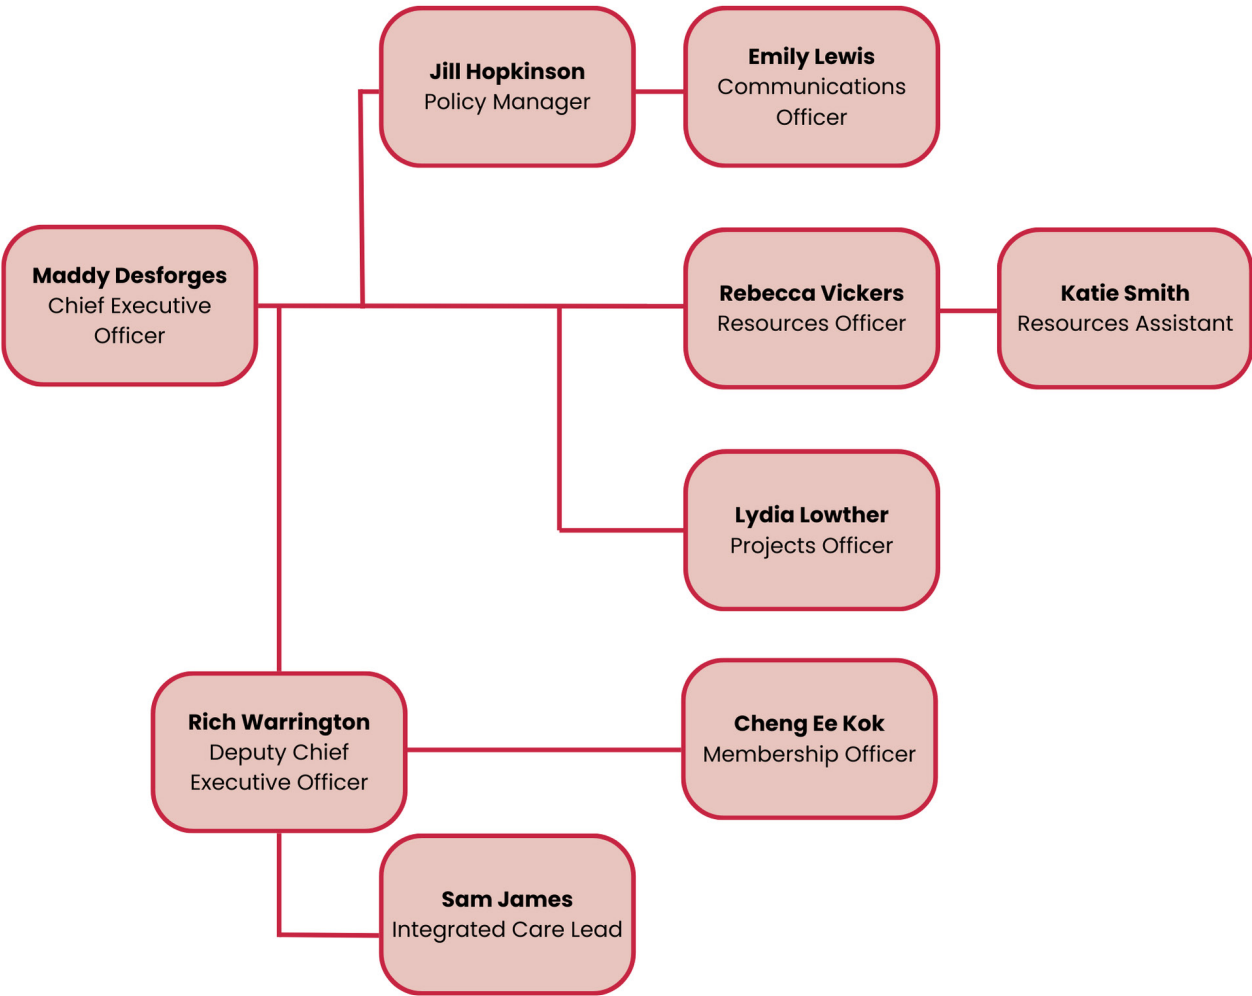 Jill Hopkinson
Policy Manager
Emily Lewis
Communications
Officer
Maddy Desforges
Chief Executive
Officer
Rebecca Vickers
Resources Officer
Katie Smith
Resources Assistant
Lydia Lowther
Projects Officer
Rich Warrington
Deputy Chief
Executive Officer
Cheng Ee Kok
Membership Officer
Sam James
Integrated Care Lead